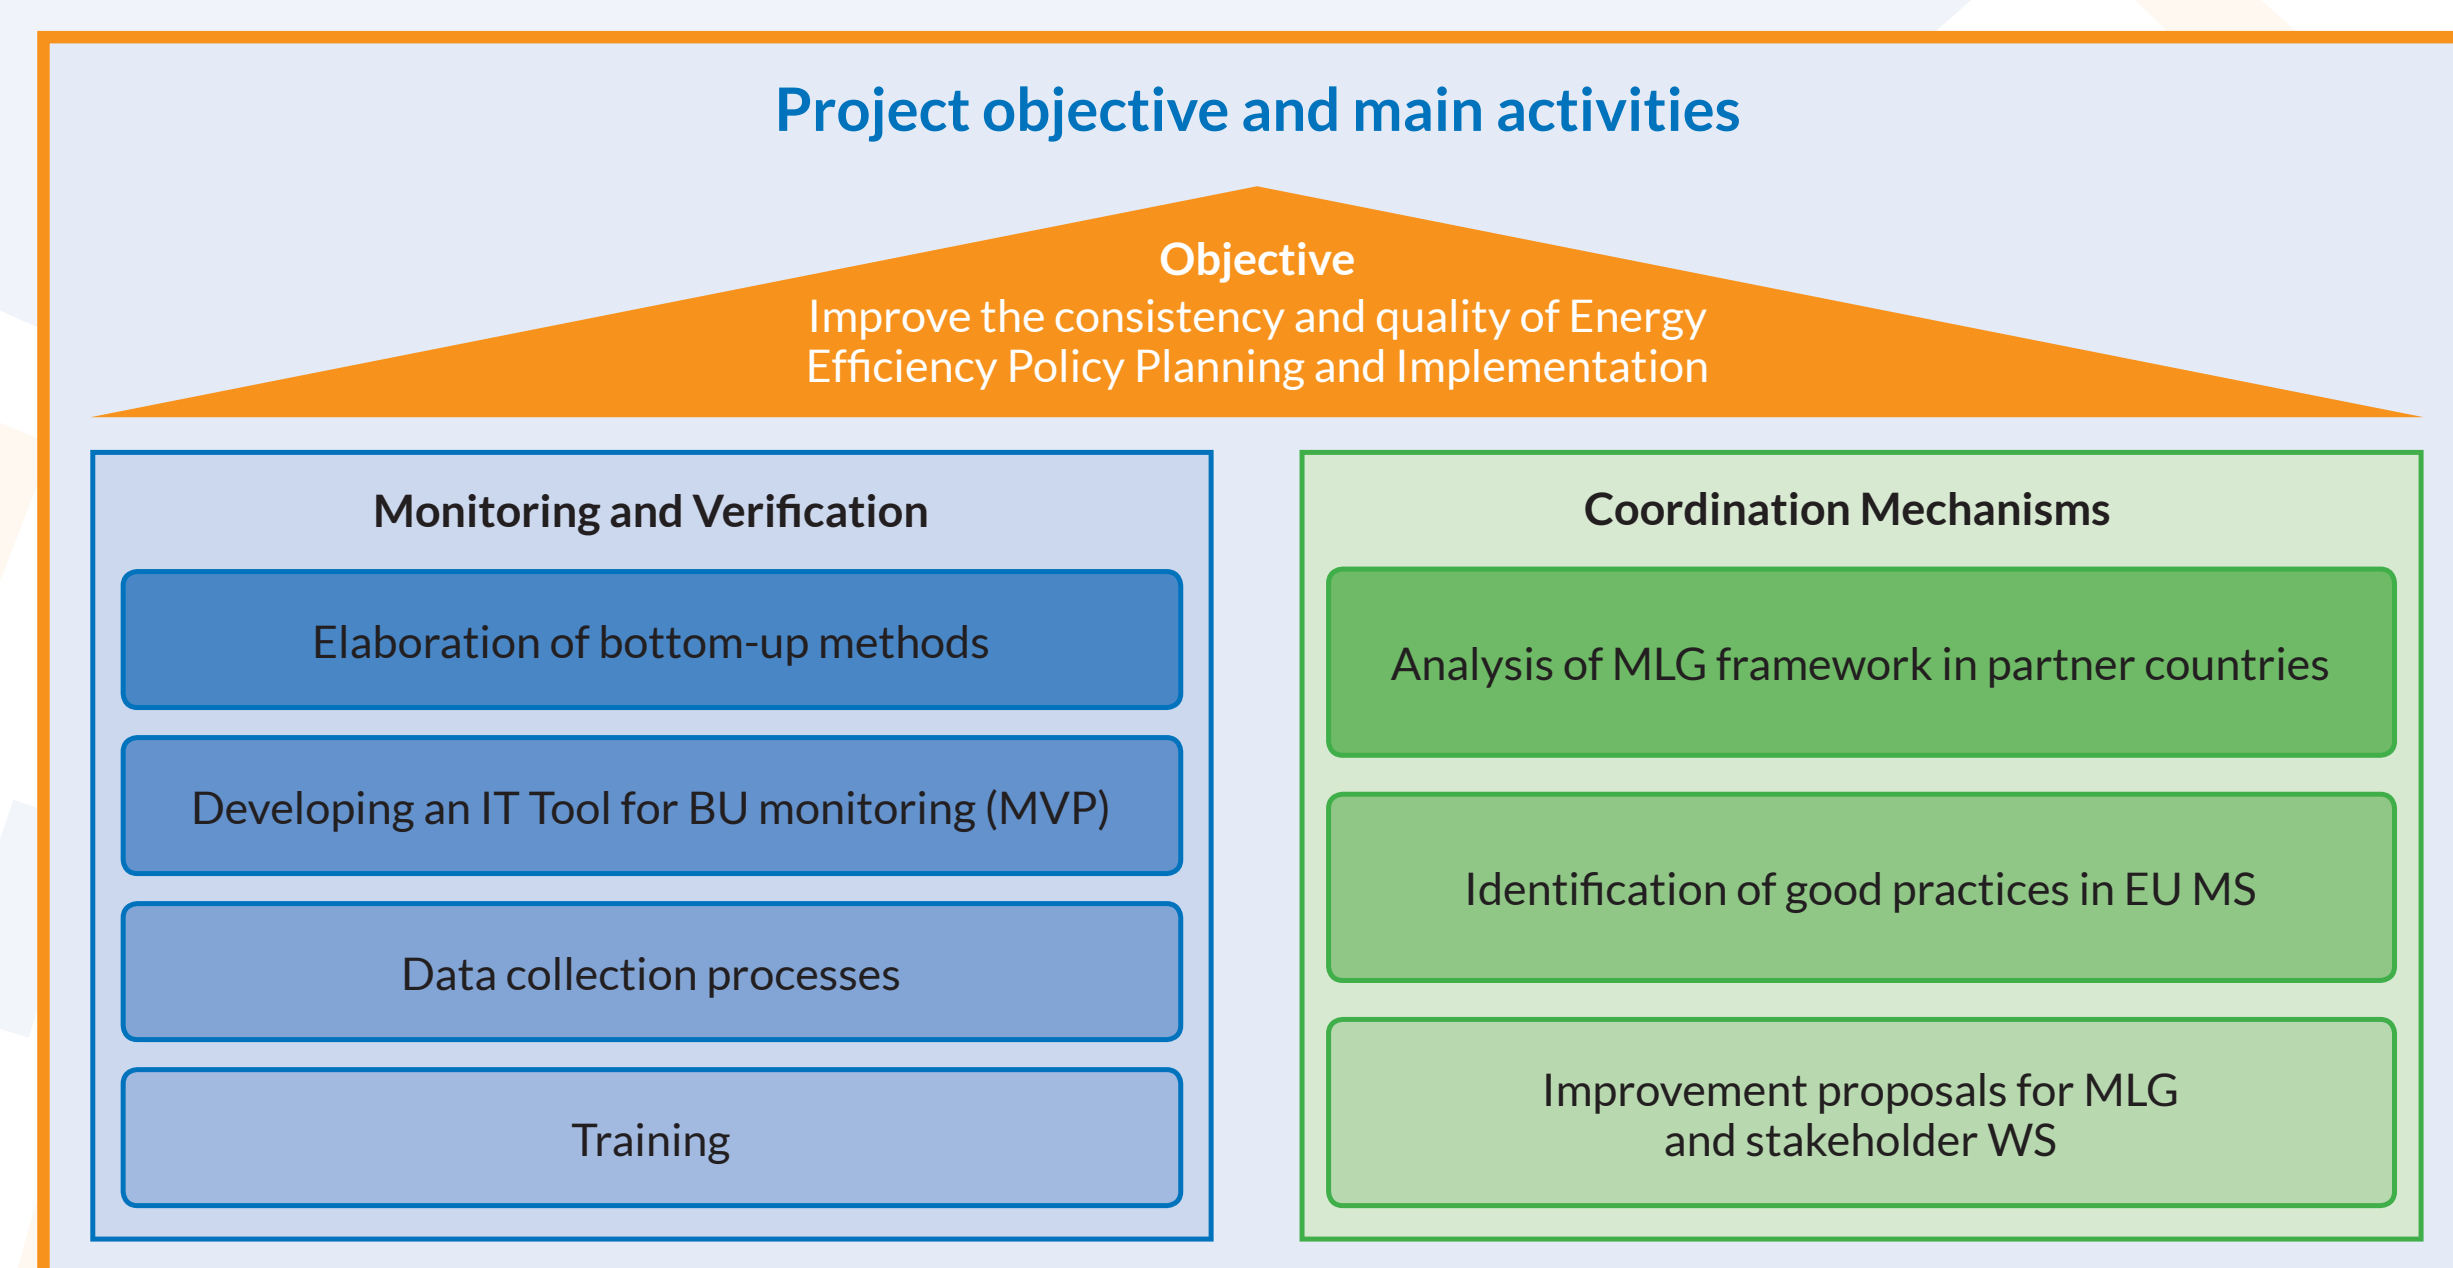 Project objective and main activities
Objective
Improve the consistency and quality of Energy
Efficiency Policy Planning and Implementation
Monitoring and Verification
Elaboration of bottom-up methods
Developing an IT Tool for BU monitoring (MVP)
Data collection processes
Training
Coordination Mechanisms
Analysis of MLG framework in partner countries
Identification of good practices in EU MS
Improvement proposals for MLG
and stakeholder WS